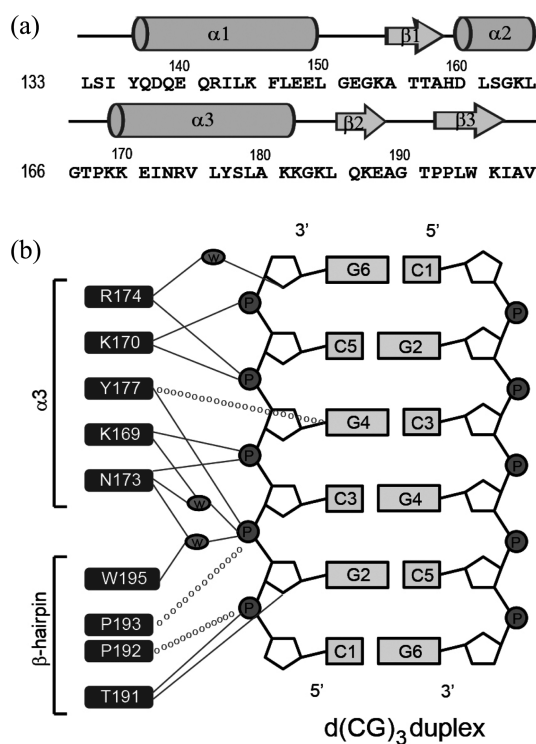 (a)
α1 β1 α2
140 150 160
133 LSI YQDQE QRILK FLEEL GEGKA TTAHD LSGKL
α3 β2 β3
170 180 190
166 GTPKK EINRV LYSLA KKGKL QKEAG TPPLW KIAV
(b)
3' 5'
w G6 C1
R174 P P
K170 C5 G2
α3 P P
Y177 G4 C3
K169 P P
N173 w C3 G4
w P P
W195 G2 C5
β-hairpin P193 P P
P192 C1 G6
T191
5' 3'
d(CG)3 duplex